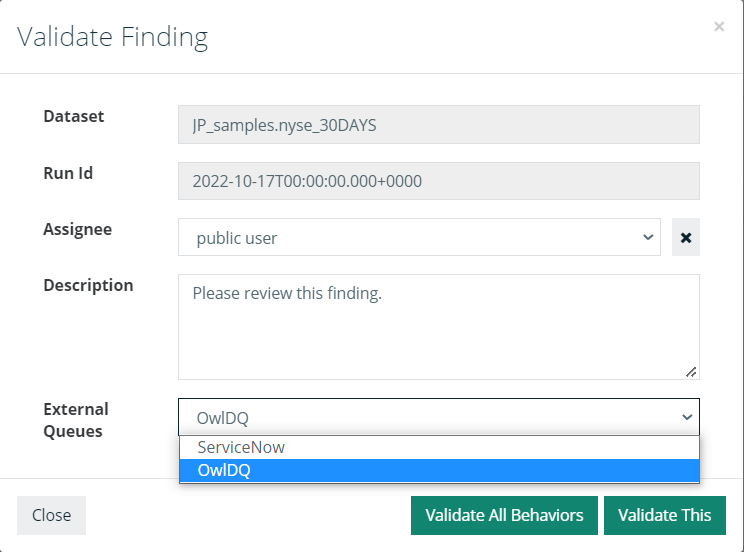 Validate Finding
×
Dataset
JP_samples.nyse_30DAYS
Run Id
2022-10-17T00:00:00.000+0000
Assignee
public user
Description
Please review this finding.
External
Queues
OwlDQ
ServiceNow
OwlDQ
Close
Validate All Behaviors
Validate This